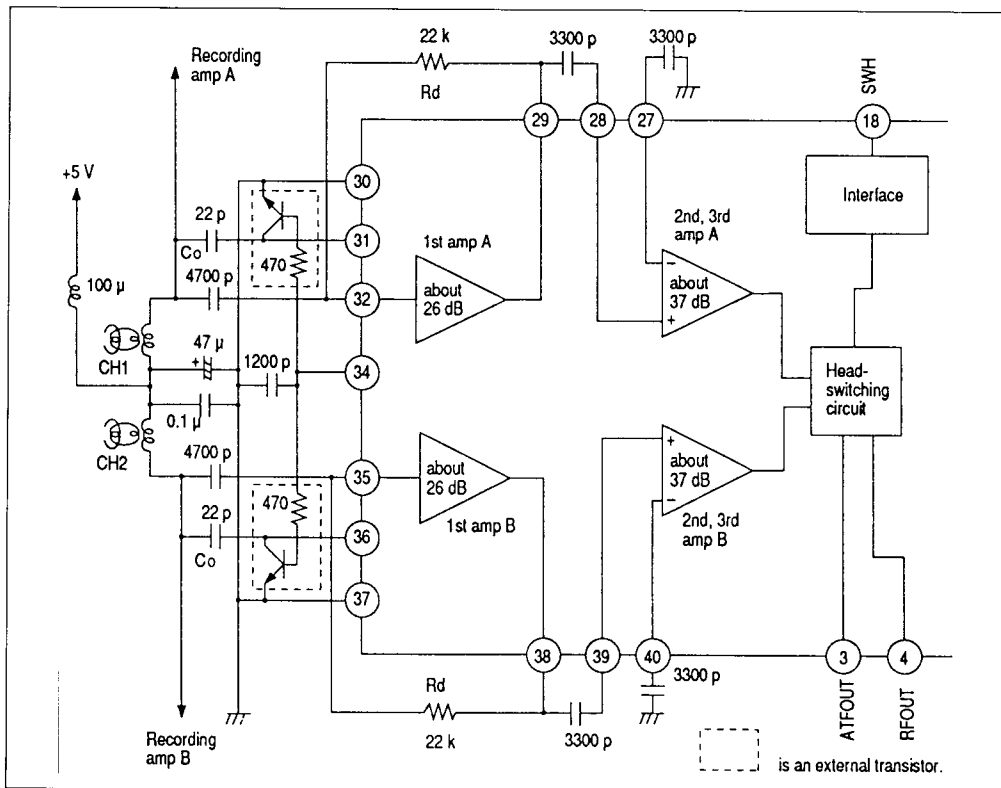 Recording
amp A
22 k
Rd
3300 p
3300 p
SWH
29
28
27
18
+5 V
30
Interface
22 p
Co
31
470
1st amp A
2nd, 3rd
amp A
100 μ
4700 p
32
about
26 dB
about
37 dB
−
+
CH1
47 μ
+
1200 p
34
Head-
switching
circuit
0.1 μ
CH2
4700 p
35
about
26 dB
1st amp B
+
about
37 dB
−
2nd, 3rd
amp B
470
22 p
Co
36
37
38
39
40
3
4
Rd
22 k
3300 p
3300 p
ATFOUT
RFOUT
Recording
amp B
is an external transistor.